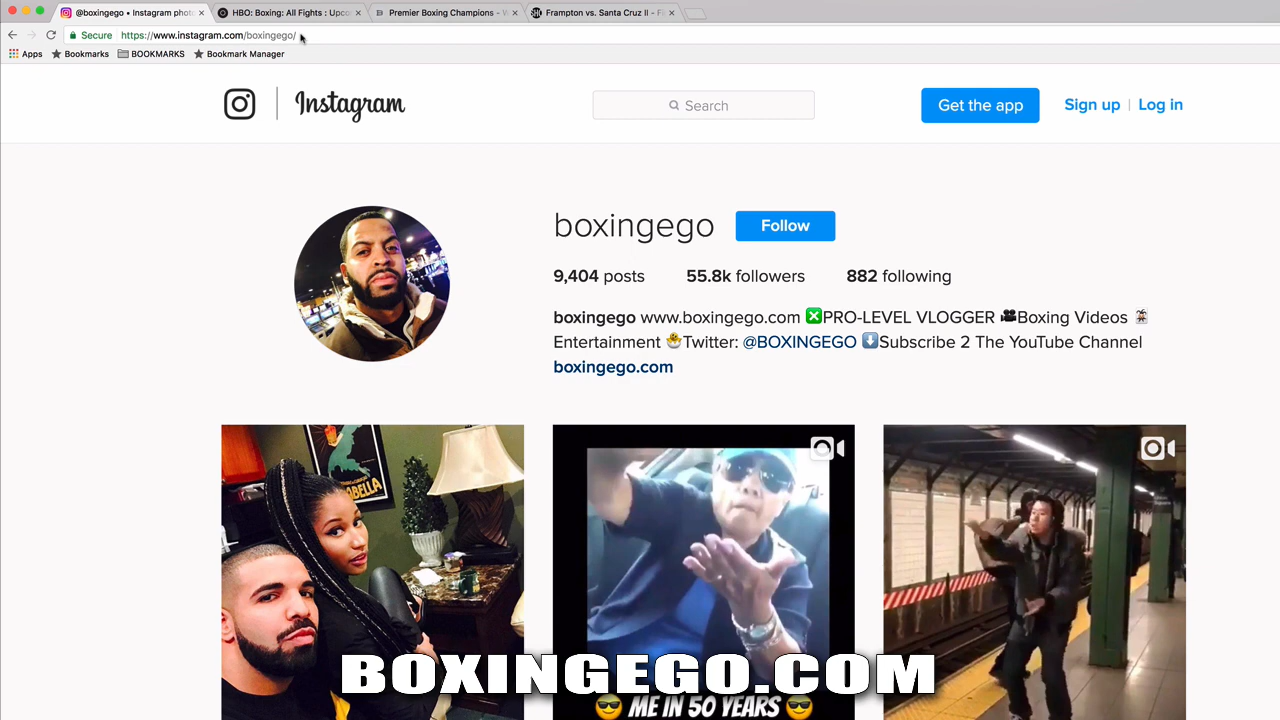 @boxingego • Instagram photo
HBO: Boxing: All Fights : Upco
Premier Boxing Champions - W
SHO
Frampton vs. Santa Cruz II – Fi
Secure
https://www.instagram.com/boxingego/
Apps
Bookmarks
BOOKMARKS
Bookmark Manager
Instagram
Search
Get the app
Sign up | Log in
boxingego
Follow
9,404 posts
55.8k followers
882 following
boxingego www.boxingego.com ❎PRO-LEVEL VLOGGER 🎥Boxing Videos 🃏
Entertainment 🐣Twitter: @BOXINGEGO ⬇️Subscribe 2 The YouTube Channel
boxingego.com
BELLA
BOXINGEGO.COM
😎 ME IN 50 YEARS 😎